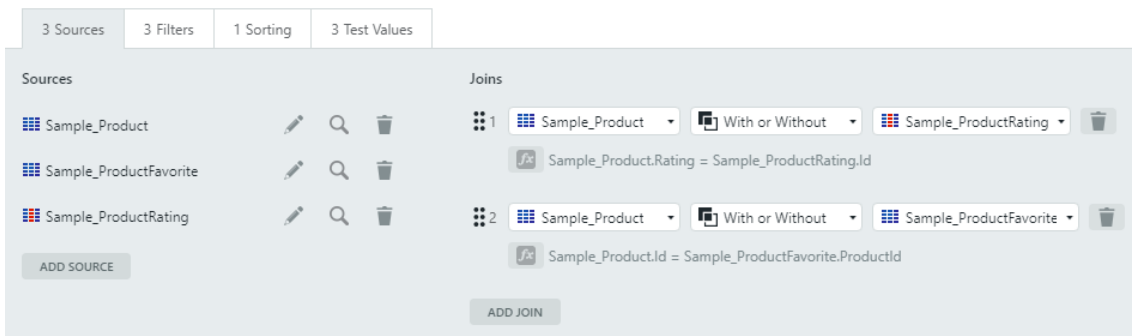 3 Sources
3 Filters
1 Sorting
3 Test Values
Sources
Sample_Product
Sample_ProductFavorite
Sample_ProductRating
ADD SOURCE
Joins
1 Sample_Product With or Without Sample_ProductRating
fx Sample_Product.Rating = Sample_ProductRating.Id
2 Sample_Product With or Without Sample_ProductFavorite
fx Sample_Product.Id = Sample_ProductFavorite.ProductId
ADD JOIN